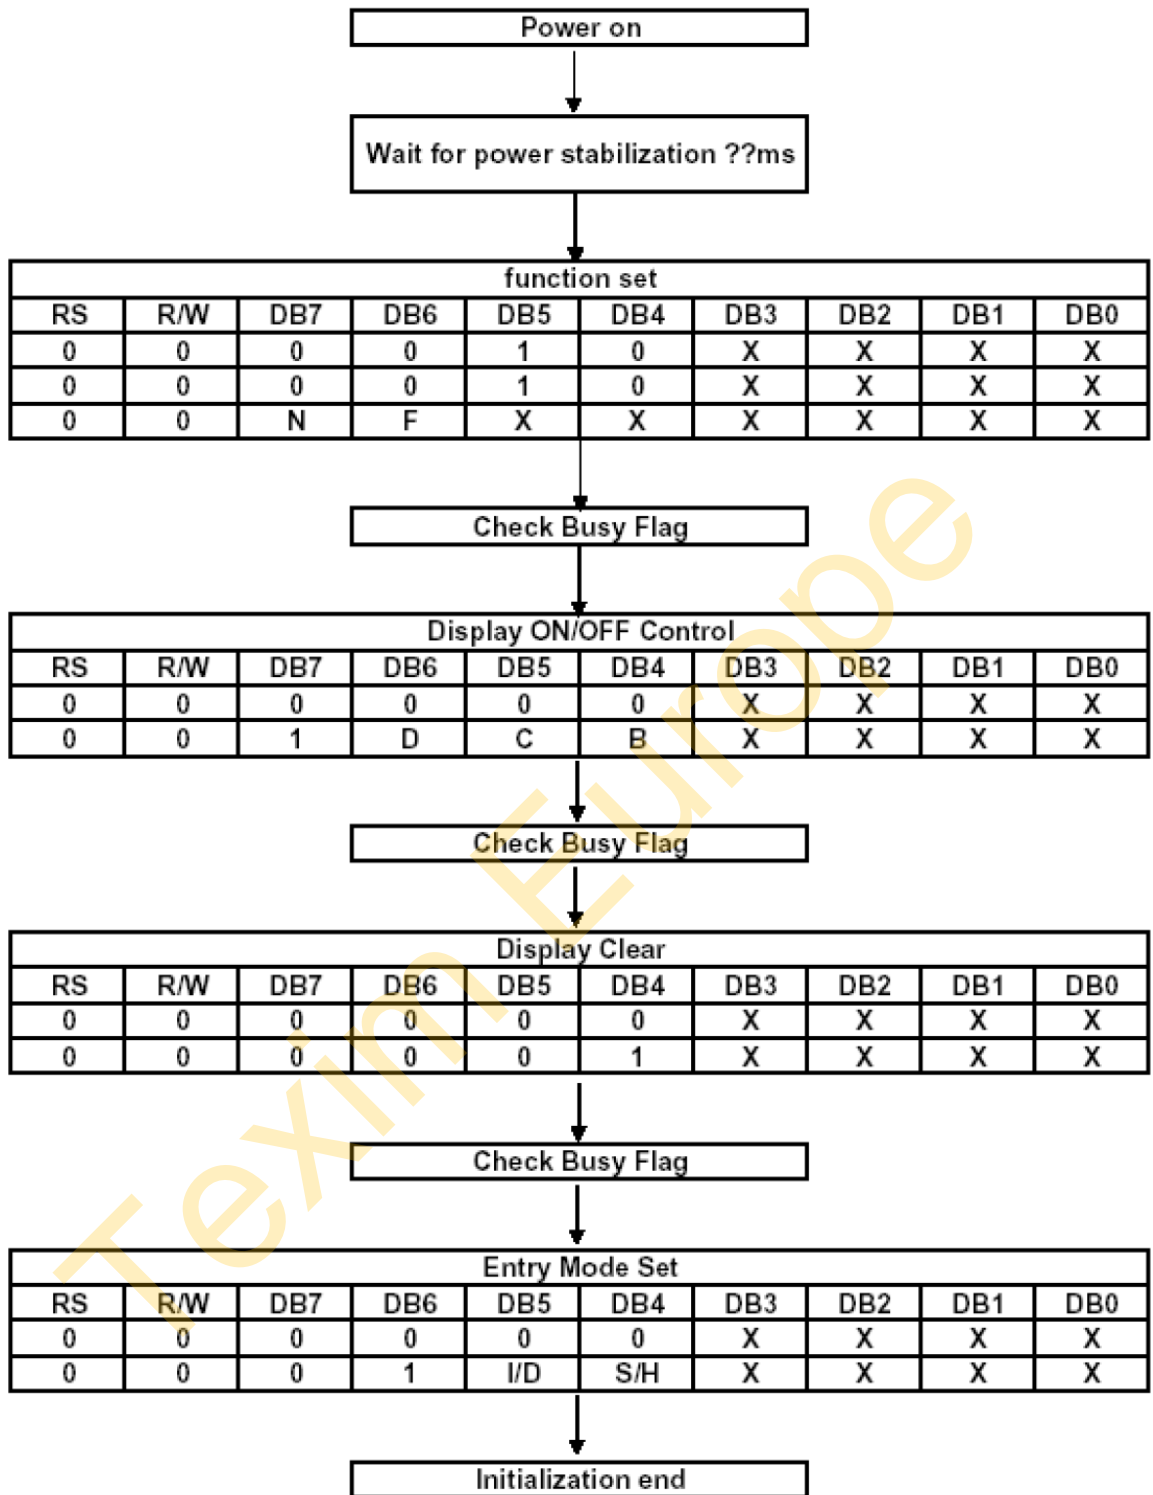 Power on
Wait for power stabilization ??ms
function set
RS R/W DB7 DB6 DB5 DB4 DB3 DB2 DB1 DB0
0 0 0 0 1 0 X X X X
0 0 0 0 1 0 X X X X
0 0 N F X X X X X X
Check Busy Flag
Display ON/OFF Control
RS R/W DB7 DB6 DB5 DB4 DB3 DB2 DB1 DB0
0 0 0 0 0 0 X X X X
0 0 1 D C B X X X X
Check Busy Flag
Display Clear
RS R/W DB7 DB6 DB5 DB4 DB3 DB2 DB1 DB0
0 0 0 0 0 0 X X X X
0 0 0 0 0 1 X X X X
Check Busy Flag
Entry Mode Set
RS R/W DB7 DB6 DB5 DB4 DB3 DB2 DB1 DB0
0 0 0 0 0 0 X X X X
0 0 0 1 I/D S/H X X X X
Initialization end
Texim Europe